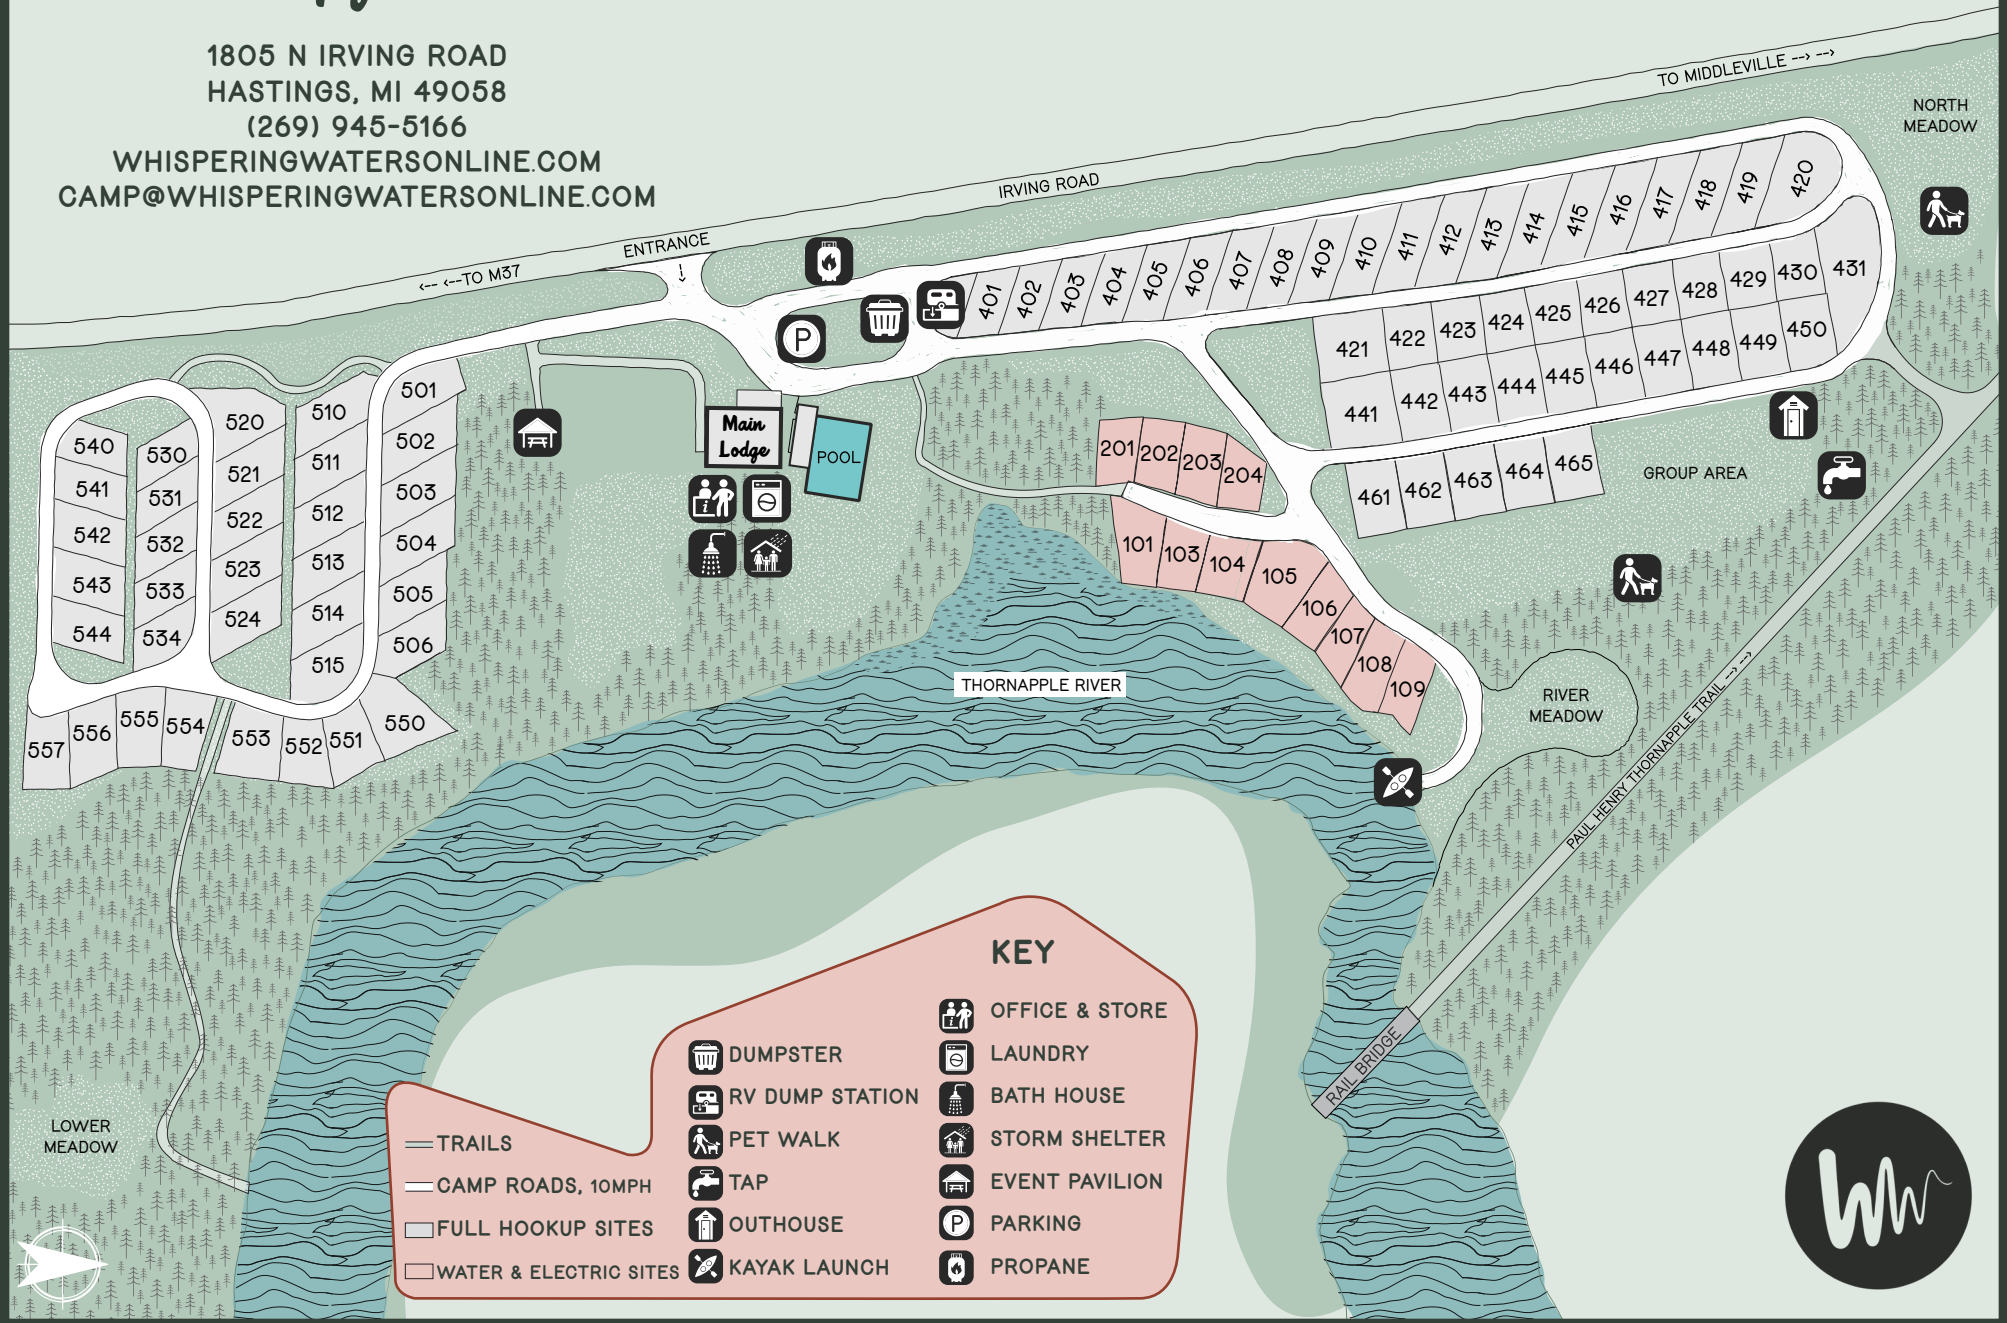 1805 N IRVING ROAD
HASTINGS, MI 49058
(269) 945-5166
WHISPERINGWATERSONLINE.COM
CAMP@WHISPERINGWATERSONLINE.COM
TO MIDDLEVILLE --> -->
NORTH
MEADOW
IRVING ROAD
ENTRANCE
<-- <--TO M37
P
401
402
403
404
405
406
407
408
409
410
411
412
413
414
415
416
417
418
419
420
421
422
423
424
425
426
427
428
429
430
431
441
442
443
444
445
446
447
448
449
450
461
462
463
464
465
GROUP AREA
501
502
503
504
505
506
510
511
512
513
514
515
520
521
522
523
524
530
531
532
533
534
540
541
542
543
544
550
551
552
553
554
555
556
557
Main
Lodge
POOL
i
201
202
203
204
101
103
104
105
106
107
108
109
THORNAPPLE RIVER
RIVER
MEADOW
PAUL HENRY THORNAPPLE TRAIL --> -->
RAIL BRIDGE
LOWER
MEADOW
KEY
TRAILS
CAMP ROADS, 10MPH
FULL HOOKUP SITES
WATER & ELECTRIC SITES
DUMPSTER
RV DUMP STATION
PET WALK
TAP
OUTHOUSE
KAYAK LAUNCH
i
OFFICE & STORE
LAUNDRY
BATH HOUSE
STORM SHELTER
EVENT PAVILION
P
PARKING
PROPANE
WW